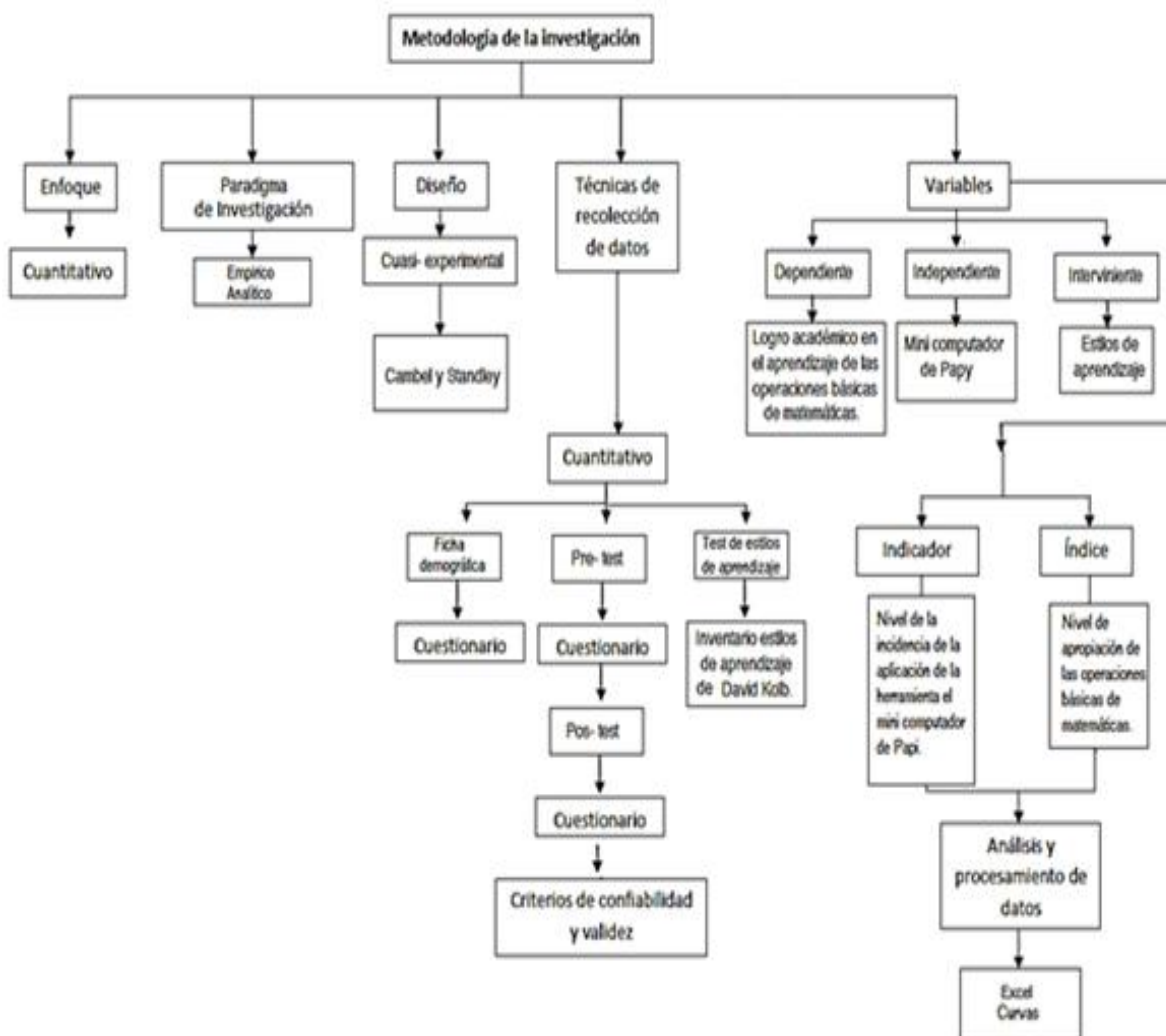 Metodología de la investigación
Enfoque
Cuantitativo
Paradigma
de Investigación
Empírico
Analítico
Diseño
Cuasi- experimental
Cambel y Standley
Técnicas de
recolección
de datos
Cuantitativo
Ficha
demográfica
Cuestionario
Pre- test
Cuestionario
Pos- test
Cuestionario
Criterios de confiabilidad
y validez
Test de estilos
de aprendizaje
Inventario estilos
de aprendizaje
de David Kolb.
Variables
Dependiente
Logro académico en
el aprendizaje de las
operaciones básicas
de matemáticas.
Independiente
Mini computador
de Papy
Interviniente
Estilos de
aprendizaje
Indicador
Nivel de la
incidencia de la
aplicación de la
herramienta el
mini computador
de Papi.
Índice
Nivel de
apropiación de
las operaciones
básicas de
matemáticas.
Análisis y
procesamiento de
datos
Excel
Curvas